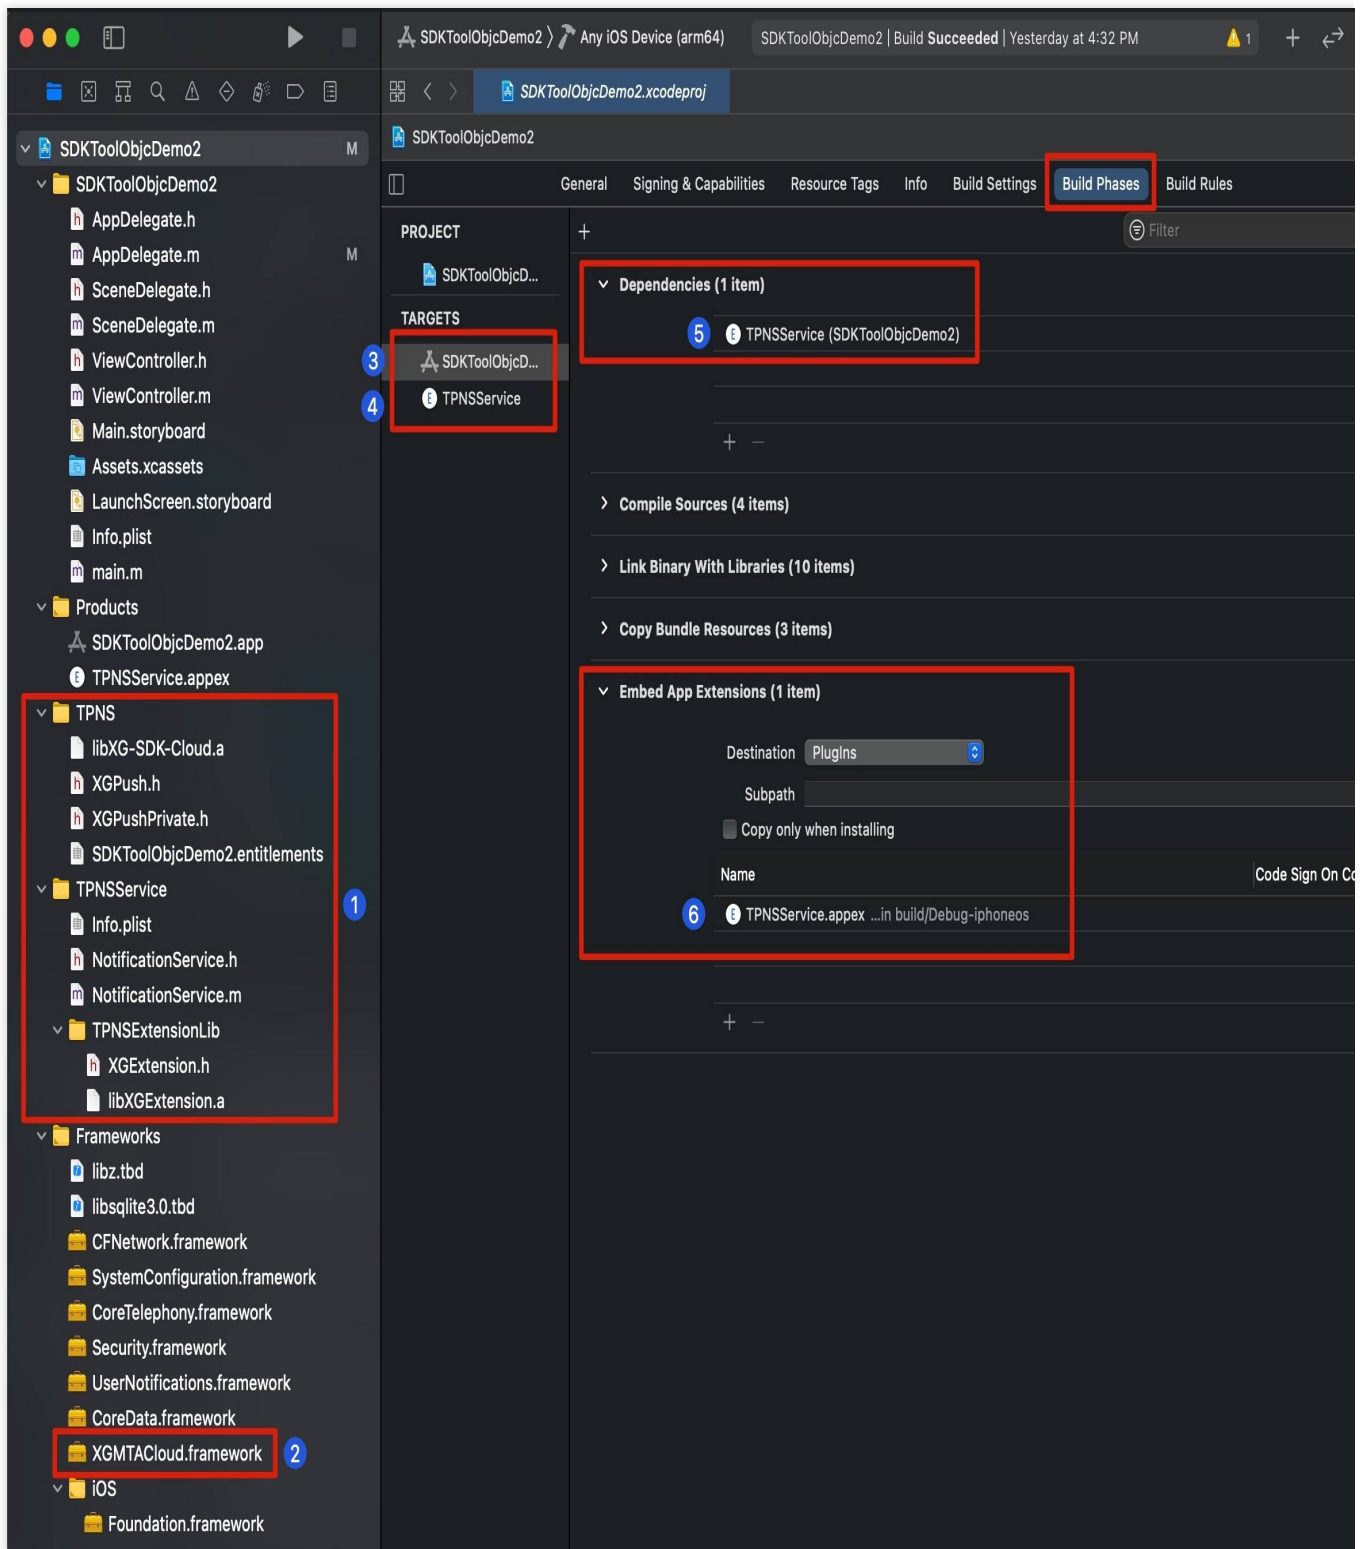 SDKToolObjcDemo2 〉 Any iOS Device (arm64)
SDKToolObjcDemo2 | Build Succeeded | Yesterday at 4:32 PM
1
SDKToolObjcDemo2.xcodeproj
SDKToolObjcDemo2
General Signing & Capabilities Resource Tags Info Build Settings Build Phases Build Rules
Filter
SDKToolObjcDemo2 M
SDKToolObjcDemo2
h AppDelegate.h
m AppDelegate.m M
h SceneDelegate.h
m SceneDelegate.m
h ViewController.h
m ViewController.m
Main.storyboard
Assets.xcassets
LaunchScreen.storyboard
Info.plist
m main.m
Products
SDKToolObjcDemo2.app
E TPNSService.appex
TPNS
libXG-SDK-Cloud.a
h XGPush.h
h XGPushPrivate.h
SDKToolObjcDemo2.entitlements
TPNSService
1
Info.plist
h NotificationService.h
m NotificationService.m
TPNSExtensionLib
h XGExtension.h
libXGExtension.a
Frameworks
libz.tbd
libsqlite3.0.tbd
CFNetwork.framework
SystemConfiguration.framework
CoreTelephony.framework
Security.framework
UserNotifications.framework
CoreData.framework
XGMTACloud.framework 2
iOS
Foundation.framework
PROJECT
SDKToolObjcD...
TARGETS
3 SDKToolObjcD...
4 E TPNSService
Dependencies (1 item)
5 E TPNSService (SDKToolObjcDemo2)
Compile Sources (4 items)
Link Binary With Libraries (10 items)
Copy Bundle Resources (3 items)
Embed App Extensions (1 item)
Destination PlugIns
Subpath
Copy only when installing
Name Code Sign On Co
6 E TPNSService.appex ...in build/Debug-iphoneos